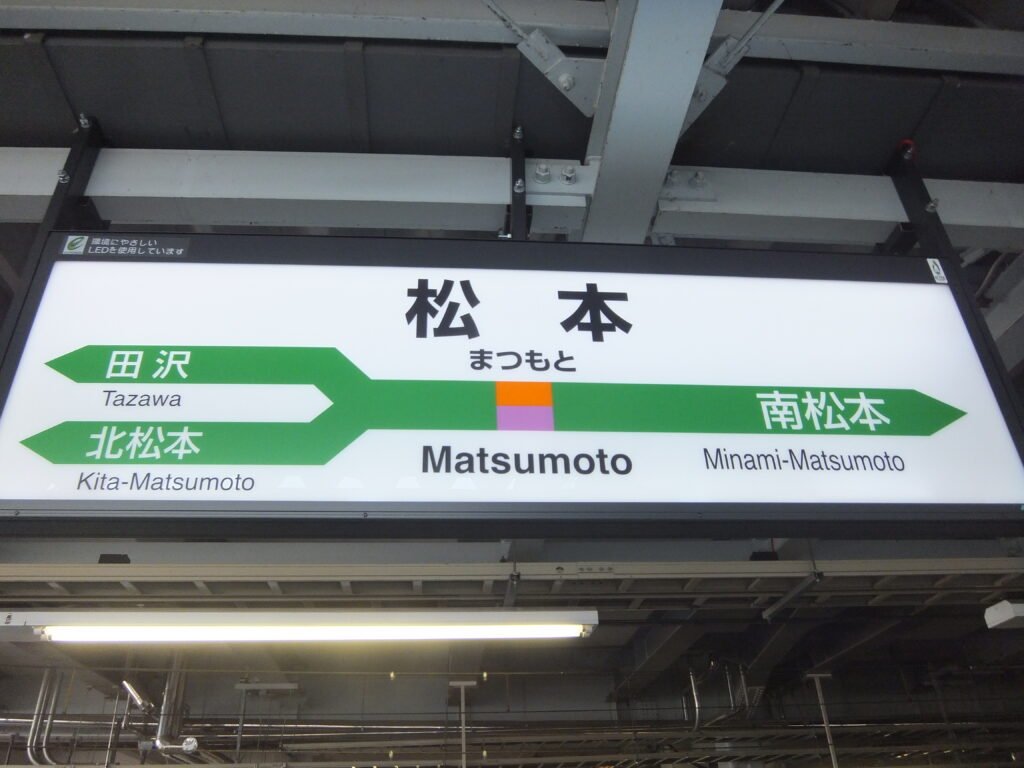 環境にやさしい
LEDを使用しています
松本
まつもと
田沢
Tazawa
北松本
Kita-Matsumoto
Matsumoto
南松本
Minami-Matsumoto